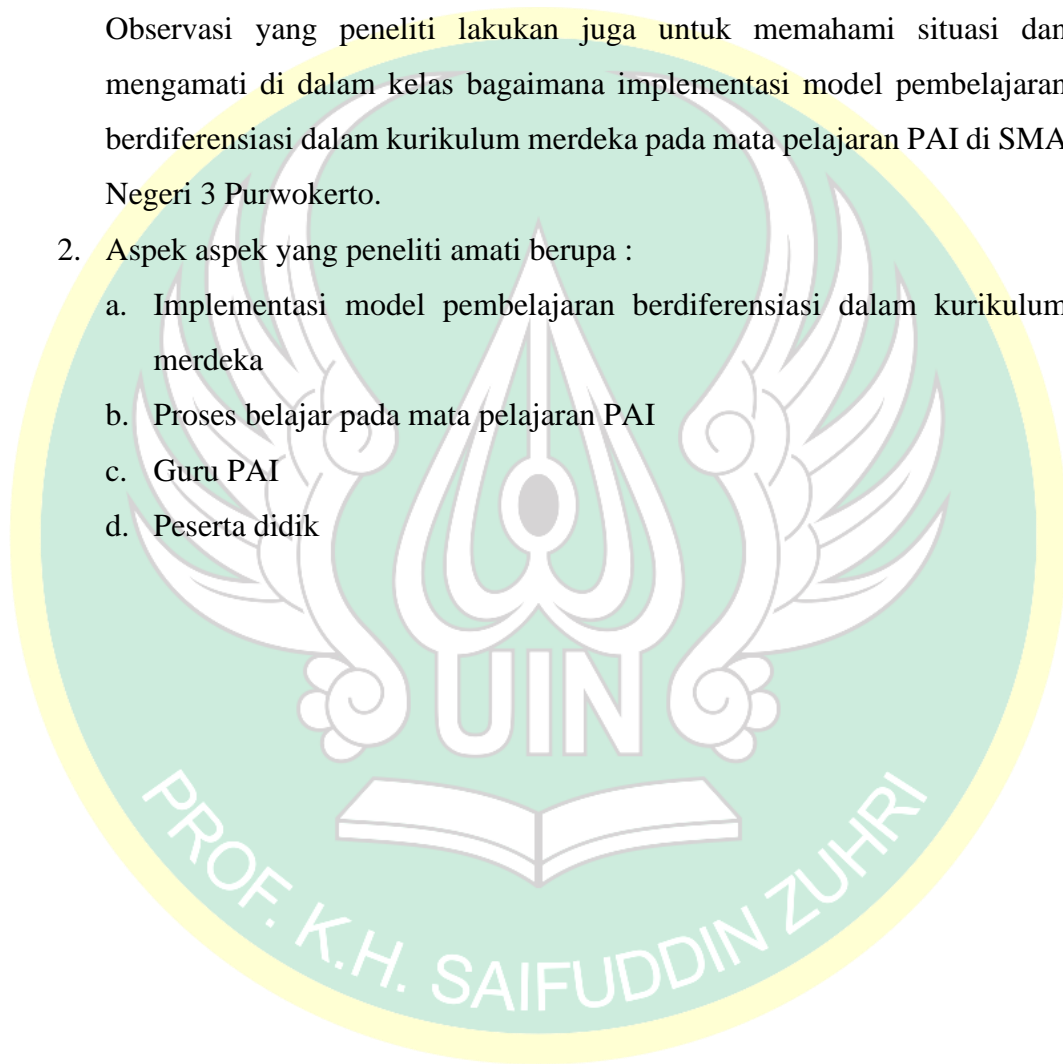 Observasi yang peneliti lakukan juga untuk memahami situasi dan
mengamati di dalam kelas bagaimana implementasi model pembelajaran
berdiferensiasi dalam kurikulum merdeka pada mata pelajaran PAI di SMA
Negeri 3 Purwokerto.
2. Aspek aspek yang peneliti amati berupa :
a. Implementasi model pembelajaran berdiferensiasi dalam kurikulum
merdeka
b. Proses belajar pada mata pelajaran PAI
c. Guru PAI
d. Peserta didik
UIN
PROF. K.H. SAIFUDDIN ZUHRI